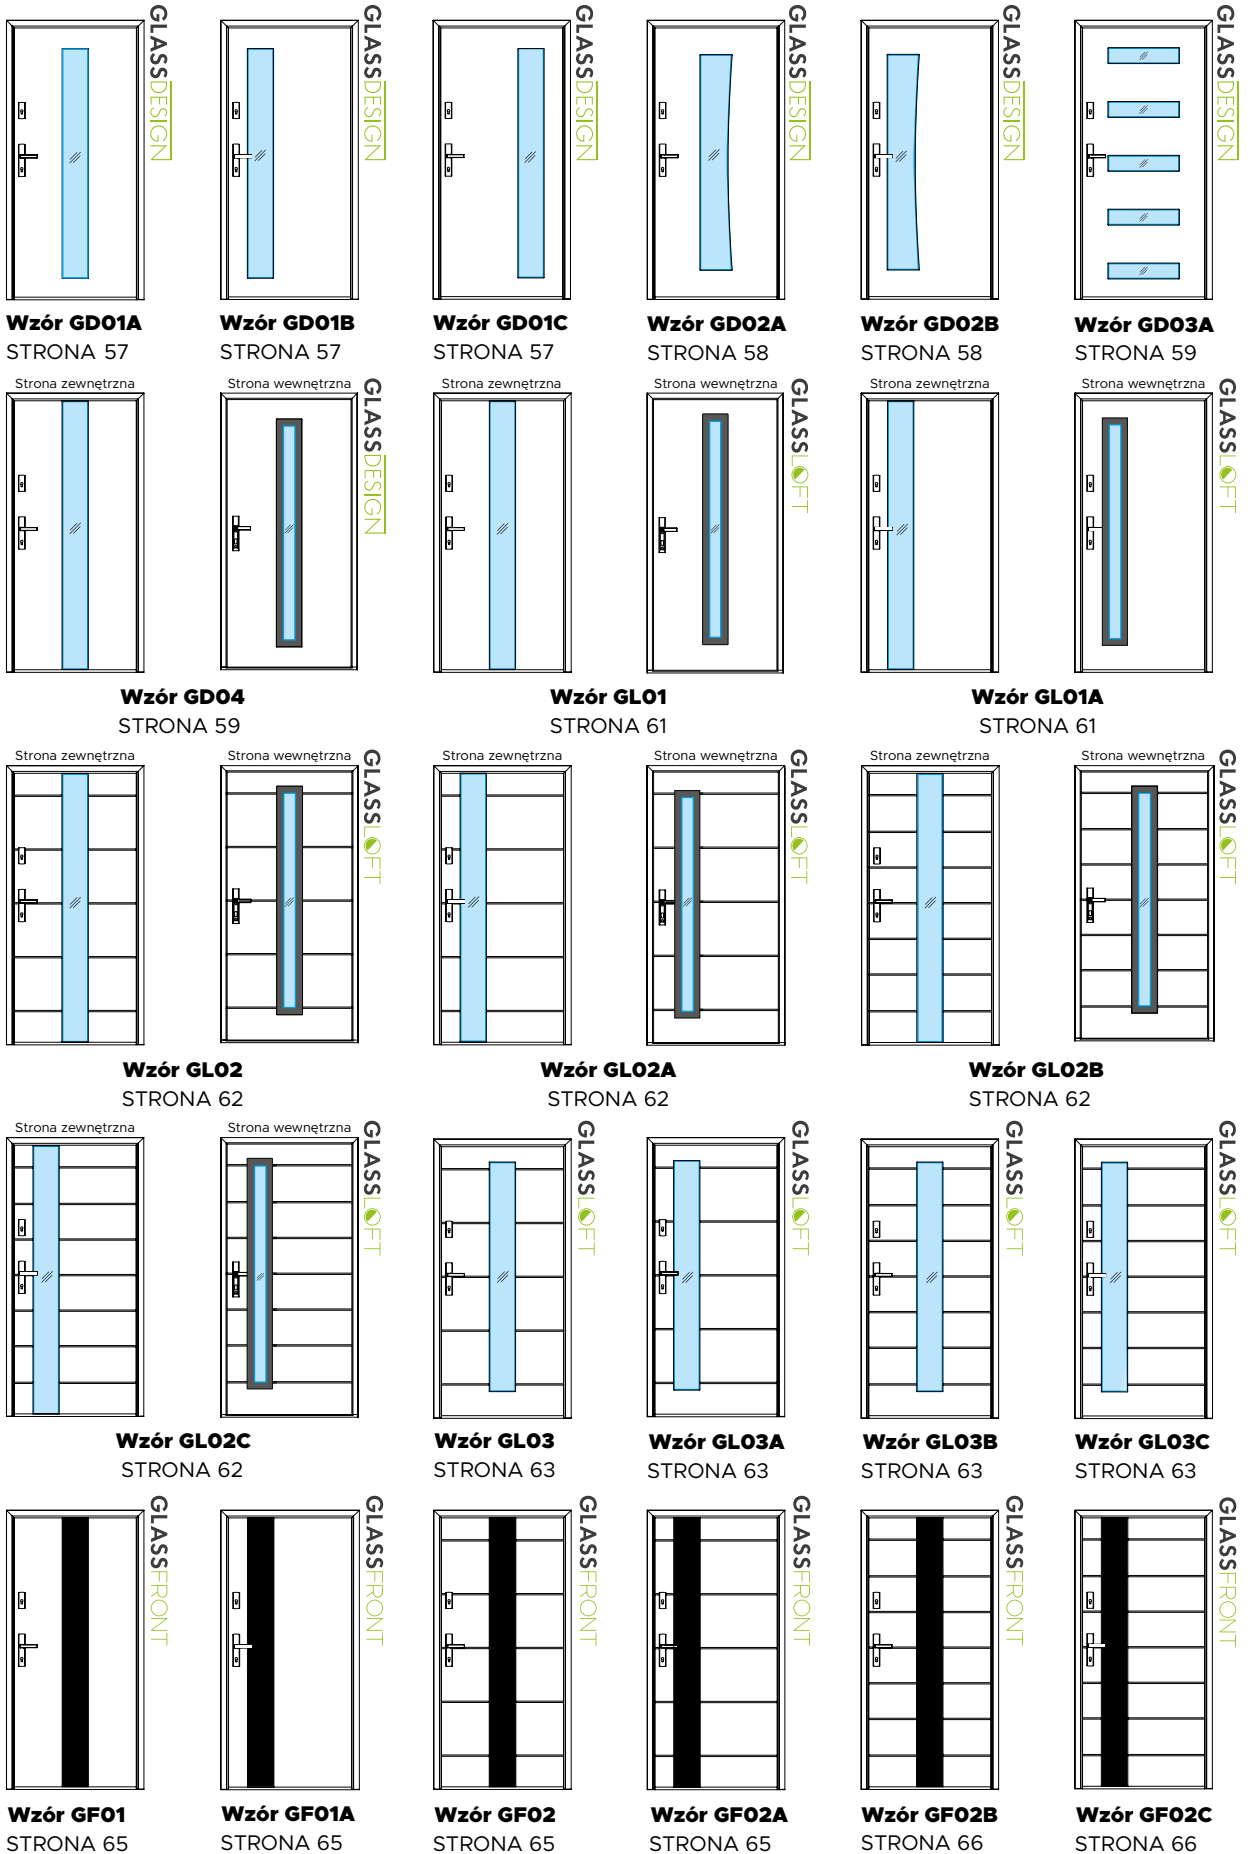 GLASSDESIGN
GLASSDESIGN
GLASSDESIGN
GLASSDESIGN
GLASSDESIGN
GLASSDESIGN
Wzór GD01A
STRONA 57
Wzór GD01B
STRONA 57
Wzór GD01C
STRONA 57
Wzór GD02A
STRONA 58
Wzór GD02B
STRONA 58
Wzór GD03A
STRONA 59
Strona zewnętrzna
Strona wewnętrzna
GLASSDESIGN
Strona zewnętrzna
Strona wewnętrzna
GLASSLOFT
Strona zewnętrzna
Strona wewnętrzna
GLASSLOFT
Wzór GD04
STRONA 59
Wzór GL01
STRONA 61
Wzór GL01A
STRONA 61
Strona zewnętrzna
Strona wewnętrzna
GLASSLOFT
Strona zewnętrzna
Strona wewnętrzna
GLASSLOFT
Strona zewnętrzna
Strona wewnętrzna
GLASSLOFT
Wzór GL02
STRONA 62
Wzór GL02A
STRONA 62
Wzór GL02B
STRONA 62
Strona zewnętrzna
Strona wewnętrzna
GLASSLOFT
GLASSLOFT
GLASSLOFT
GLASSLOFT
GLASSLOFT
Wzór GL02C
STRONA 62
Wzór GL03
STRONA 63
Wzór GL03A
STRONA 63
Wzór GL03B
STRONA 63
Wzór GL03C
STRONA 63
GLASSFRONT
GLASSFRONT
GLASSFRONT
GLASSFRONT
GLASSFRONT
GLASSFRONT
Wzór GF01
STRONA 65
Wzór GF01A
STRONA 65
Wzór GF02
STRONA 65
Wzór GF02A
STRONA 65
Wzór GF02B
STRONA 66
Wzór GF02C
STRONA 66